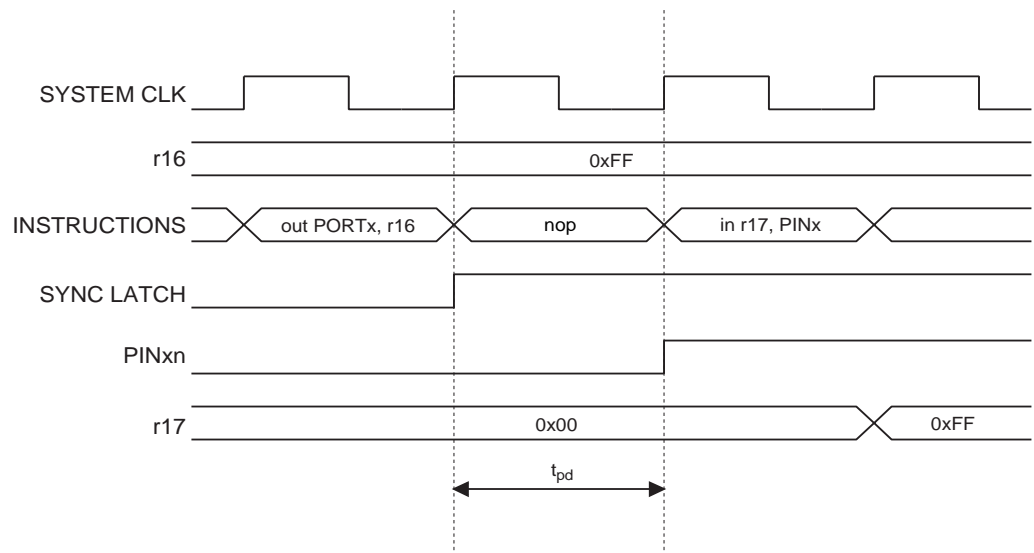 SYSTEM CLK
r16
0xFF
INSTRUCTIONS
out PORTx, r16
nop
in r17, PINx
SYNC LATCH
PINxn
r17
0x00
0xFF
tpd